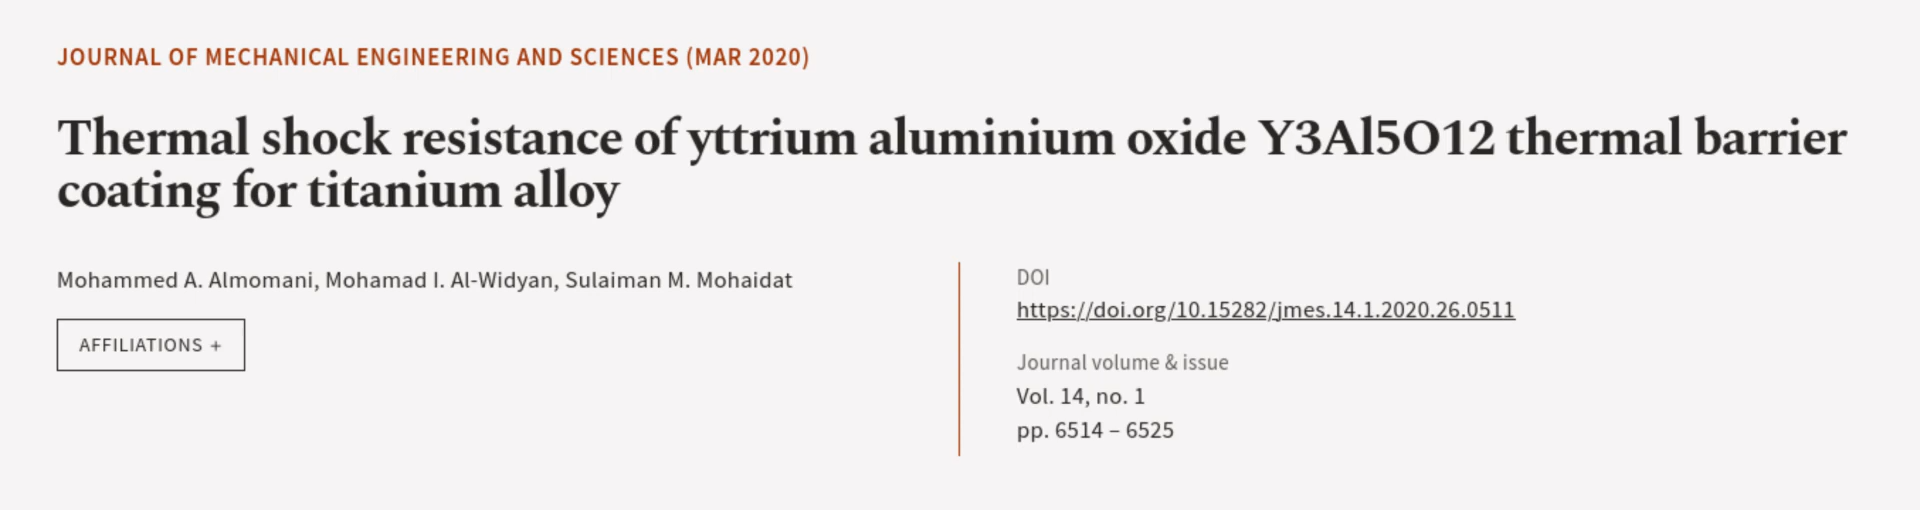 JOURNAL OF MECHANICAL ENGINEERING AND SCIENCES (MAR 2020)
Thermal shock resistance of yttrium aluminium oxide Y3Al5O12 thermal barrier
coating for titanium alloy
Mohammed A. Almomani, Mohamad I. Al-Widyan, Sulaiman M. Mohaidat
AFFILIATIONS +
DOI
https://doi.org/10.15282/jmes.14.1.2020.26.0511
Journal volume & issue
Vol. 14, no. 1
pp. 6514 – 6525